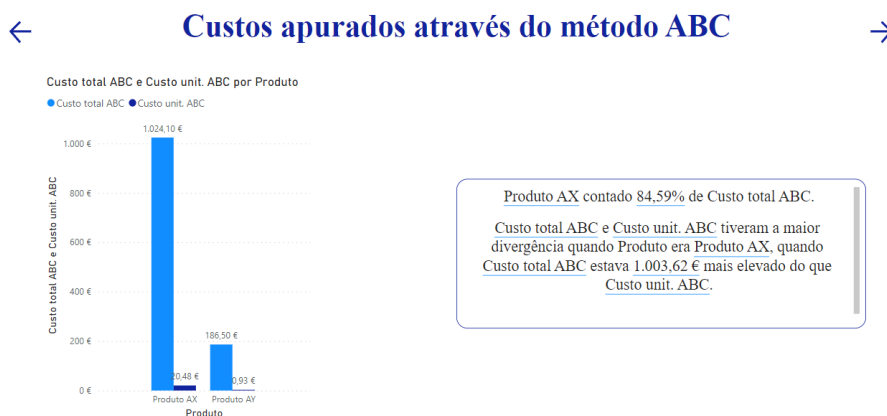 Custos apurados através do método ABC
Custo total ABC e Custo unit. ABC por Produto
Custo total ABC Custo unit. ABC
Custo total ABC e Custo unit. ABC
1.000 €
800 €
600 €
400 €
200 €
0 €
1.024,10 €
20,48 €
186,50 €
0,93 €
Produto AX Produto AY
Produto
Produto AX contado 84,59% de Custo total ABC.
Custo total ABC e Custo unit. ABC tiveram a maior
divergência quando Produto era Produto AX, quando
Custo total ABC estava 1.003,62 € mais elevado do que
Custo unit. ABC.